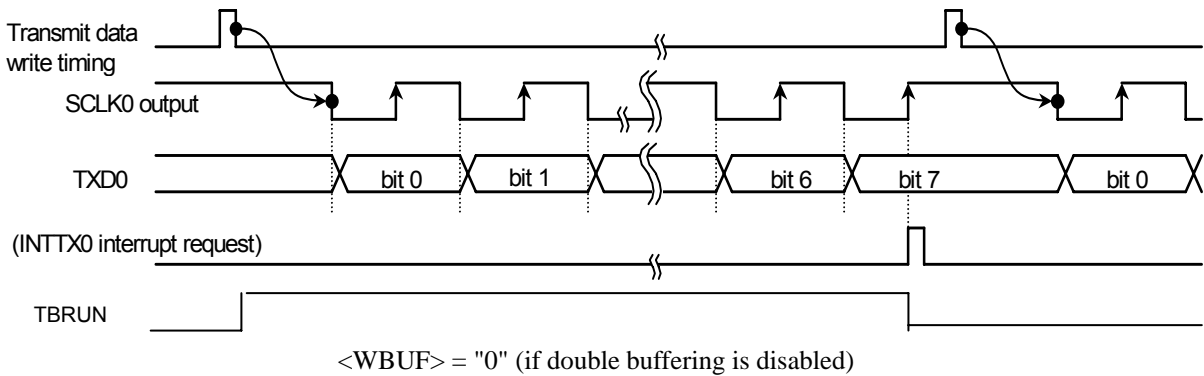 Transmit data
write timing
SCLK0 output
TXD0
bit 0
bit 1
bit 6
bit 7
bit 0
(INTTX0 interrupt request)
TBRUN
<WBUF> = "0" (if double buffering is disabled)